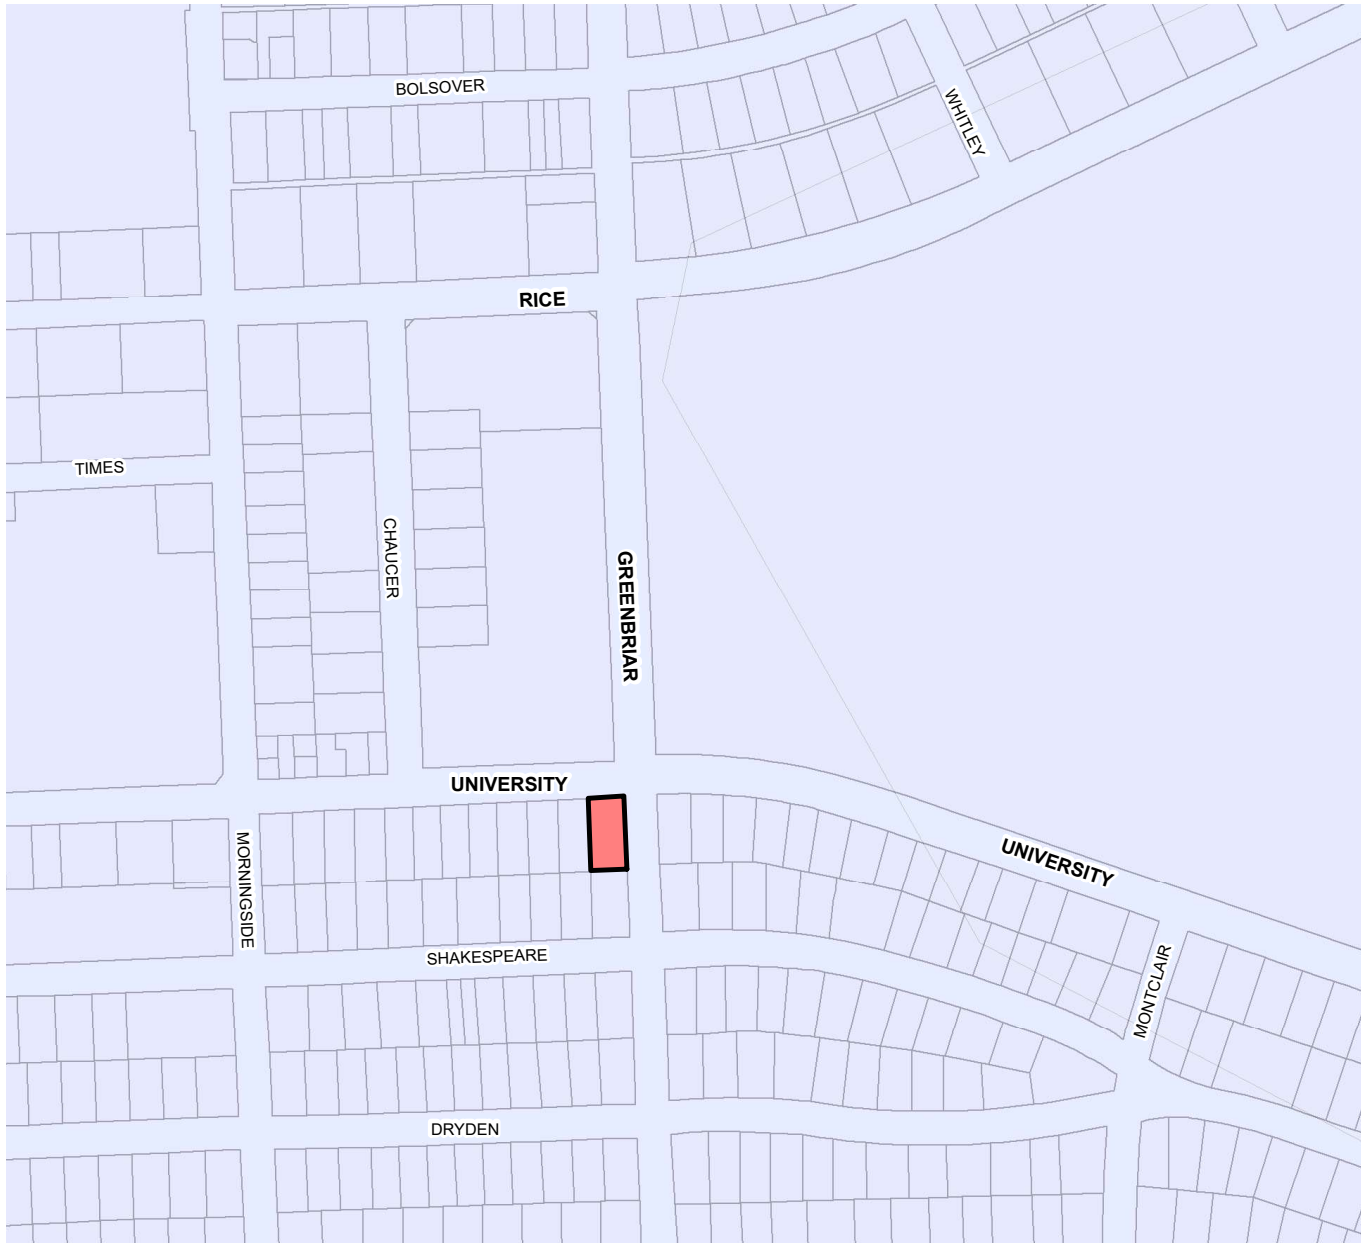 BOLSOVER
WHITLEY
RICE
TIMES
CHAUCER
GREENBRIAR
UNIVERSITY
MORNINGSIDE
UNIVERSITY
SHAKESPEARE
MONTCLAIR
DRYDEN